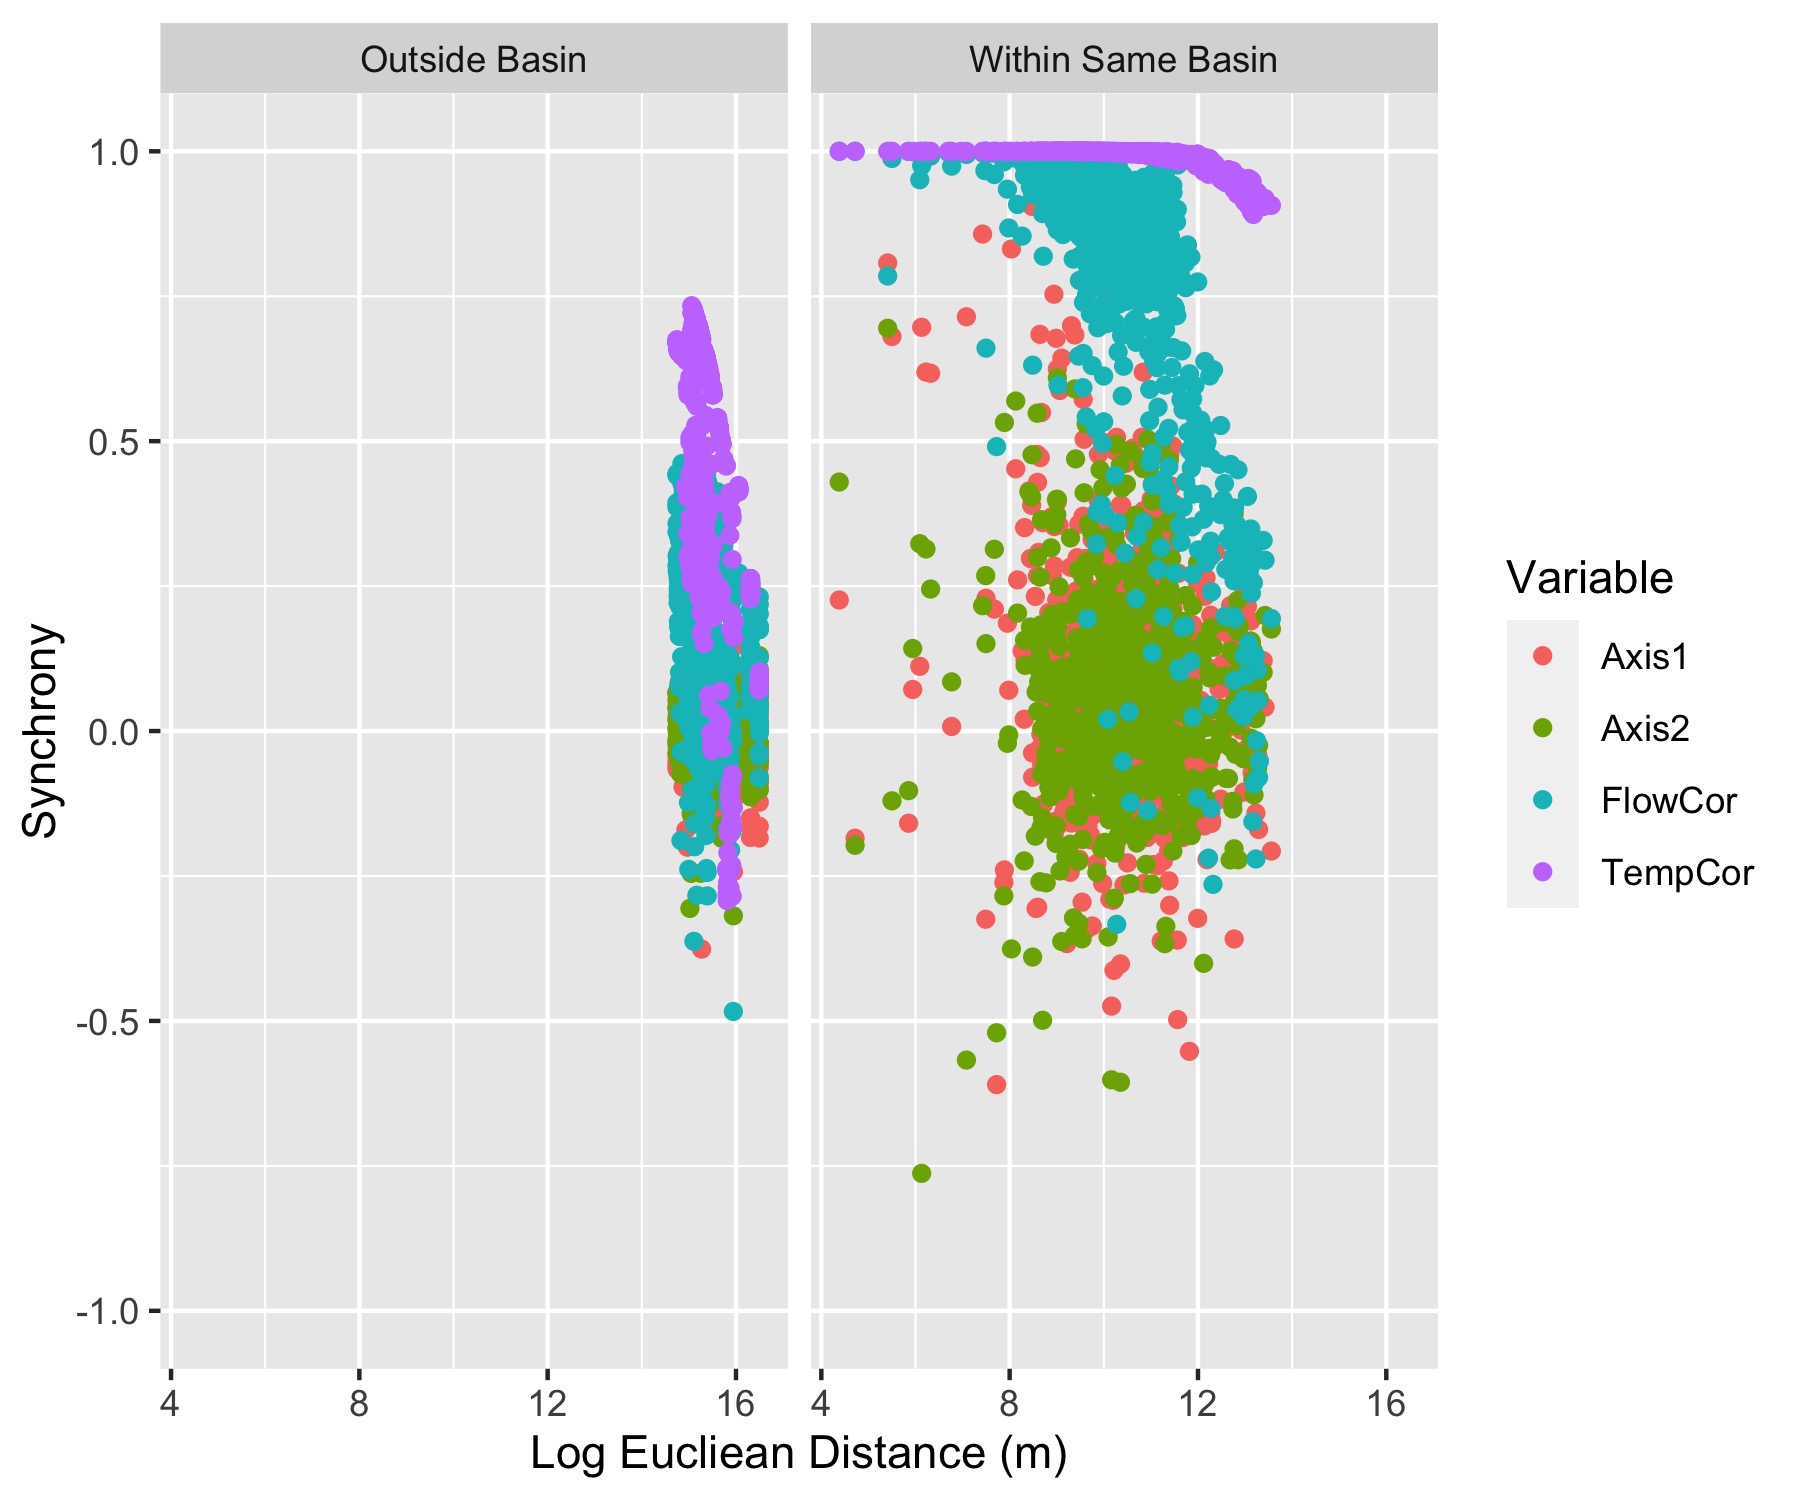 Outside Basin
Within Same Basin
1.0
0.5
0.0
-0.5
-1.0
Synchrony
4 8 12 16
4 8 12 16
Log Eucliean Distance (m)
Variable
Axis1
Axis2
FlowCor
TempCor